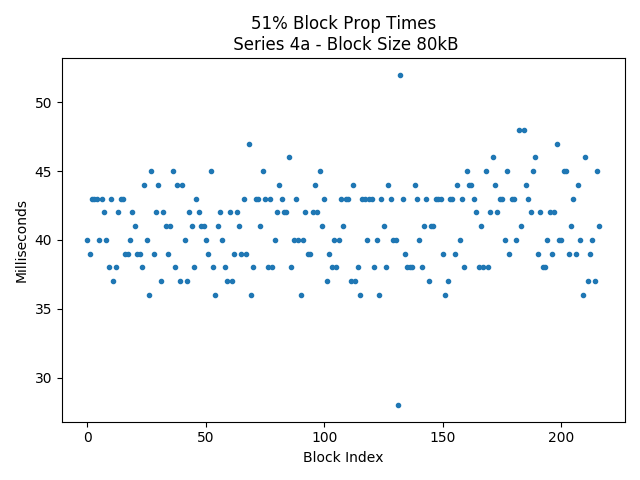 51% Block Prop Times
Series 4a - Block Size 80kB
Milliseconds
50
45
40
35
30
0 50 100 150 200
Block Index